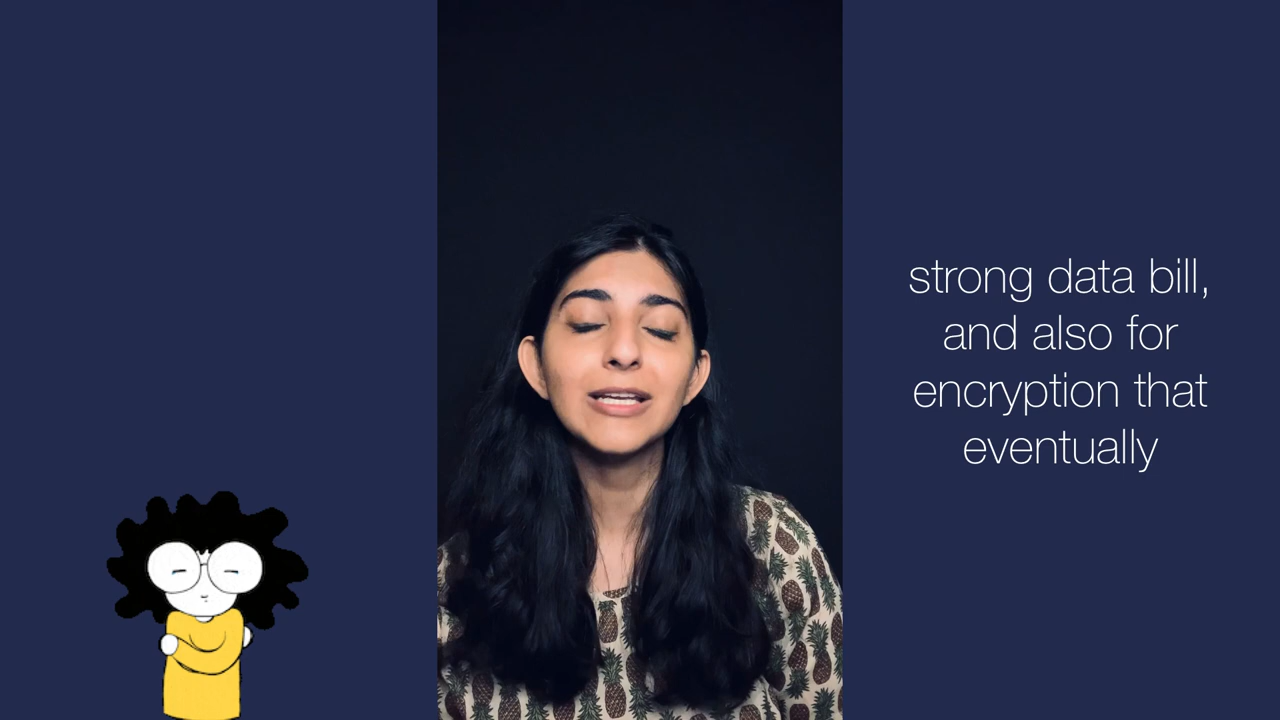 strong data bill,
and also for
encryption that
eventually